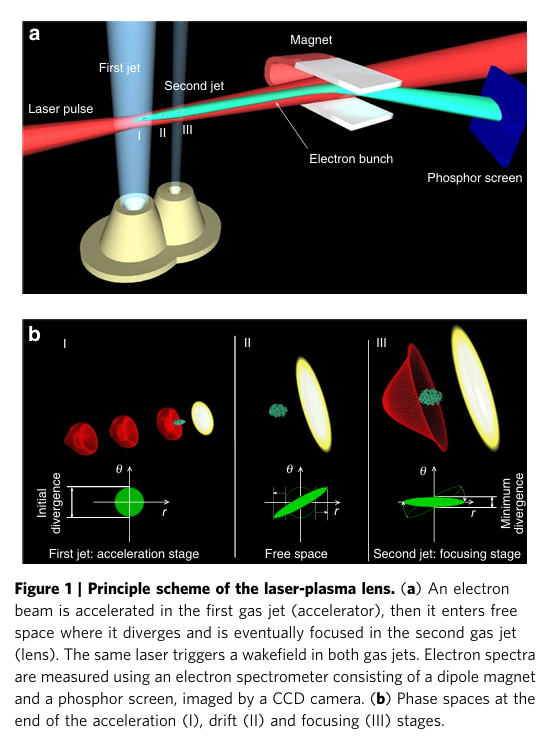 a
Magnet
First jet
Second jet
Laser pulse
I
II
III
Electron bunch
Phosphor screen
b
I
II
III
θ
θ
θ
Initial
divergence
r
r
r
Minimum
divergence
First jet: acceleration stage
Free space
Second jet: focusing stage
Figure 1 | Principle scheme of the laser-plasma lens. (a) An electron
beam is accelerated in the first gas jet (accelerator), then it enters free
space where it diverges and is eventually focused in the second gas jet
(lens). The same laser triggers a wakefield in both gas jets. Electron spectra
are measured using an electron spectrometer consisting of a dipole magnet
and a phosphor screen, imaged by a CCD camera. (b) Phase spaces at the
end of the acceleration (I), drift (II) and focusing (III) stages.